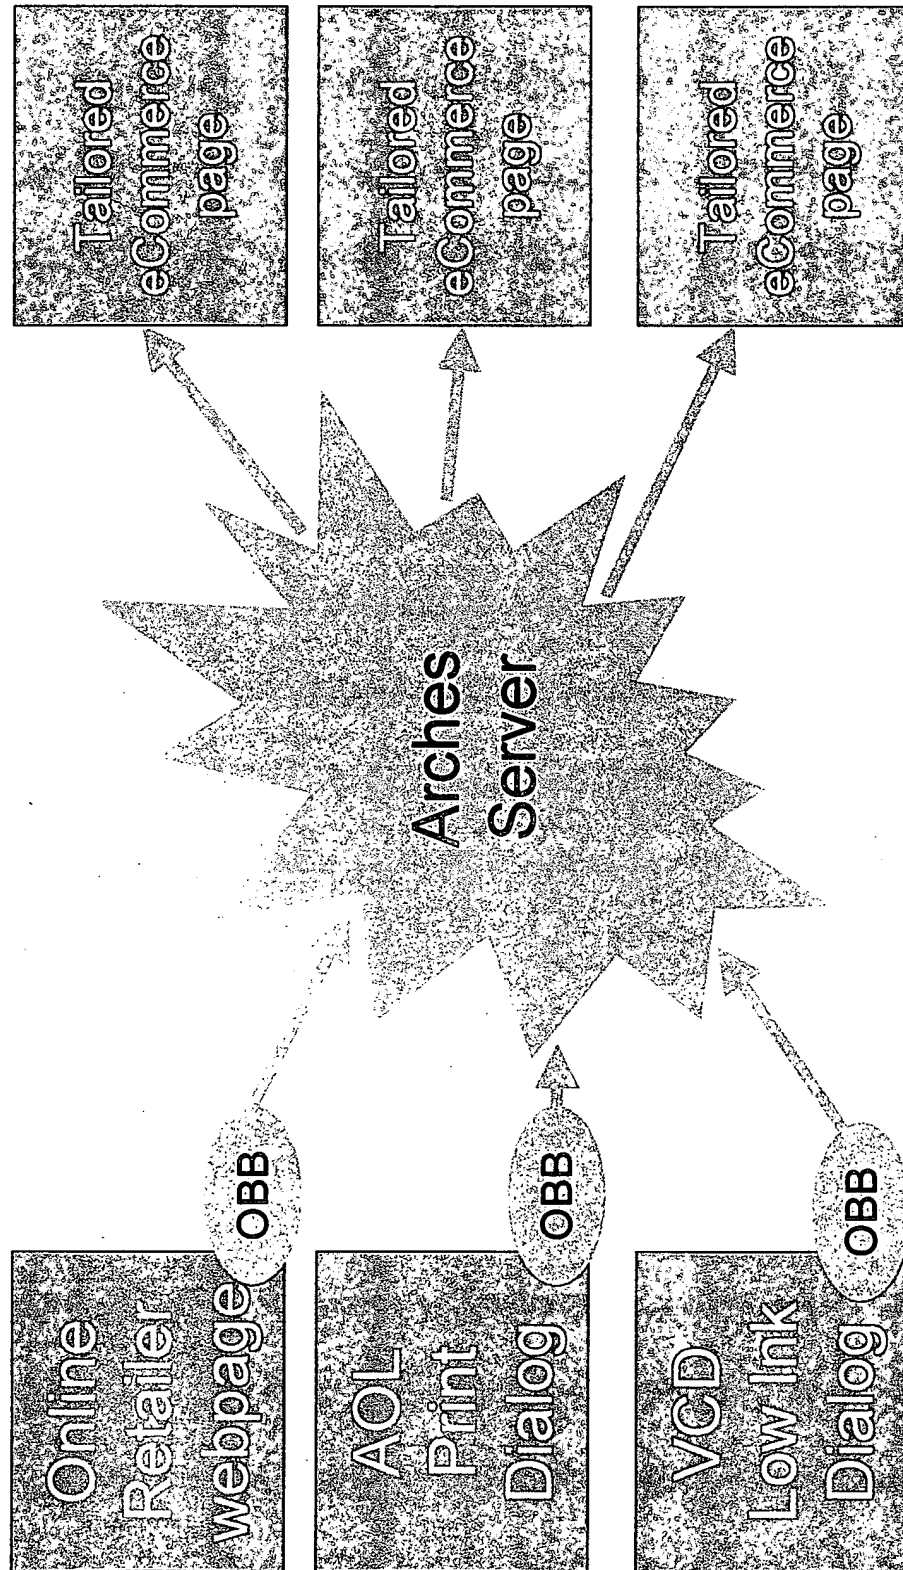 Online
Retailer
webpage
OBB
AOL
Print
Dialog
OBB
VCD
Low Ink
Dialog
OBB
Arches
Server
Tailored
eCommerce
page
Tailored
eCommerce
page
Tailored
eCommerce
page